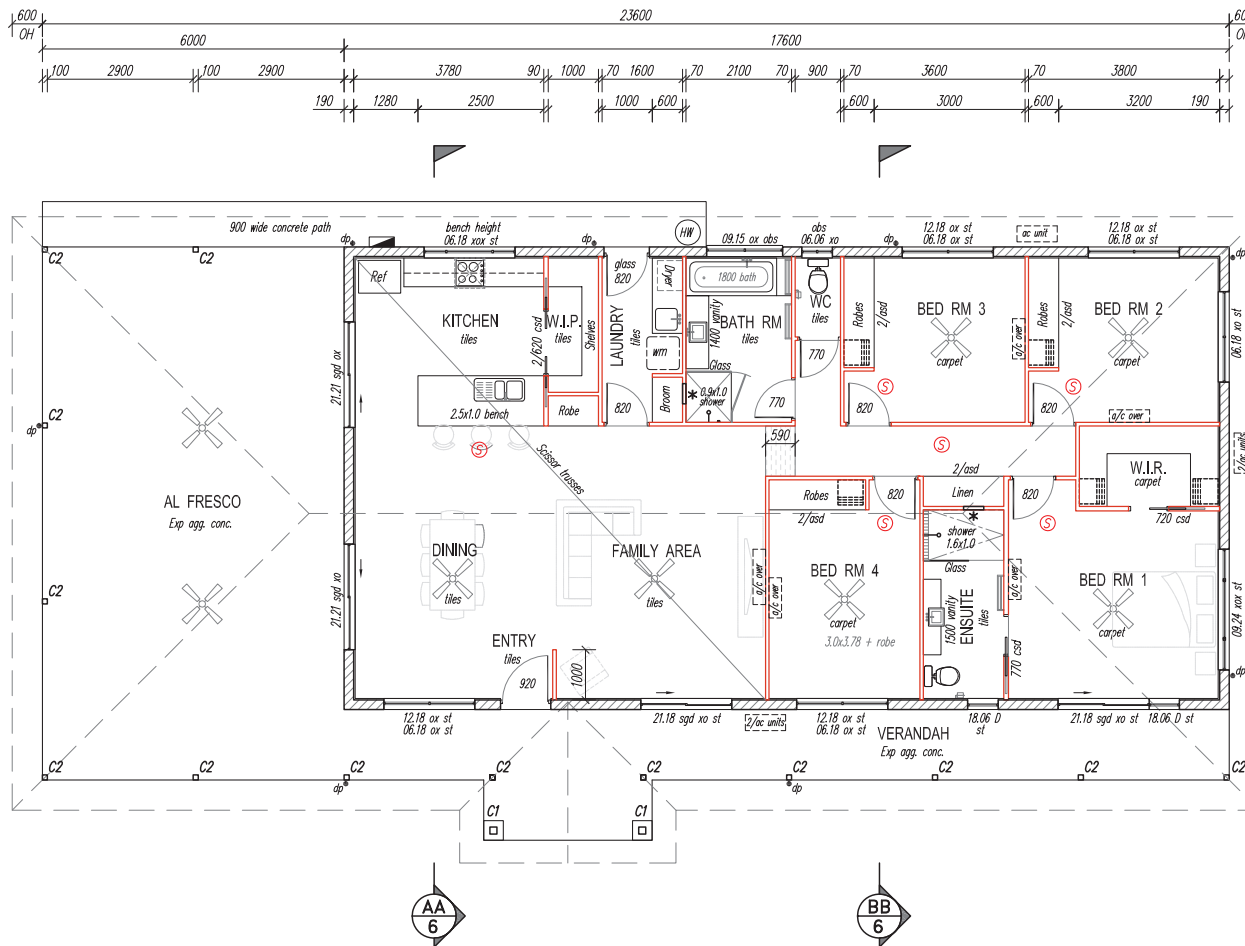 600
23600
60
OH
OH
6000
17600
100
2900
100
2900
3780
90
1000
70
1600
70
2100
70
900
70
3600
70
3800
190
1280
2500
1000
600
600
3000
600
3200
190
900 wide concrete path
bench height
06.18 xox st
HW
09.15 ox obs
obs
06.06 xo
12.18 ox st
06.18 ox st
ac unit
12.18 ox st
06.18 ox st
dp
dp
dp
dp
C2
C2
Ref
glass
820
Dryer
1800 bath
WC
tiles
KITCHEN
tiles
2/620 csd
W.I.P.
tiles
Shelves
LAUNDRY
tiles
wm
1400 vanity
BATH RM
tiles
Glass
0.9x1.0
shower
770
770
Robes
2/asd
BED RM 3
carpet
a/c over
Robes
2/asd
BED RM 2
carpet
a/c over
06.18 xo st
21.21 sgd ox
2.5x1.0 bench
Robe
820
Broom
820
820
S
S
S
S
S
S
C2
dp
590
Scissor trusses
2/asd
W.I.R.
carpet
2/ac units
AL FRESCO
Exp agg. conc.
Robes
2/asd
820
Linen
820
720 csd
shower
1.6x1.0
Glass
21.21 sgd xo
DINING
tiles
FAMILY AREA
tiles
a/c over
a/c over
BED RM 4
carpet
3.0x3.78 + robe
1500 vanity
ENSUITE
tiles
a/c over
770 csd
BED RM 1
carpet
09.24 xox st
C2
ENTRY
tiles
920
1000
dp
12.18 ox st
06.18 ox st
21.18 sgd xo st
2/ac units
12.18 ox st
06.18 ox st
18.06 D
st
21.18 sgd xo st
18.06 D st
VERANDAH
Exp agg. conc.
C2
C2
C2
C2
C2
C2
C2
C2
C2
dp
dp
C1
C1
AA
6
BB
6